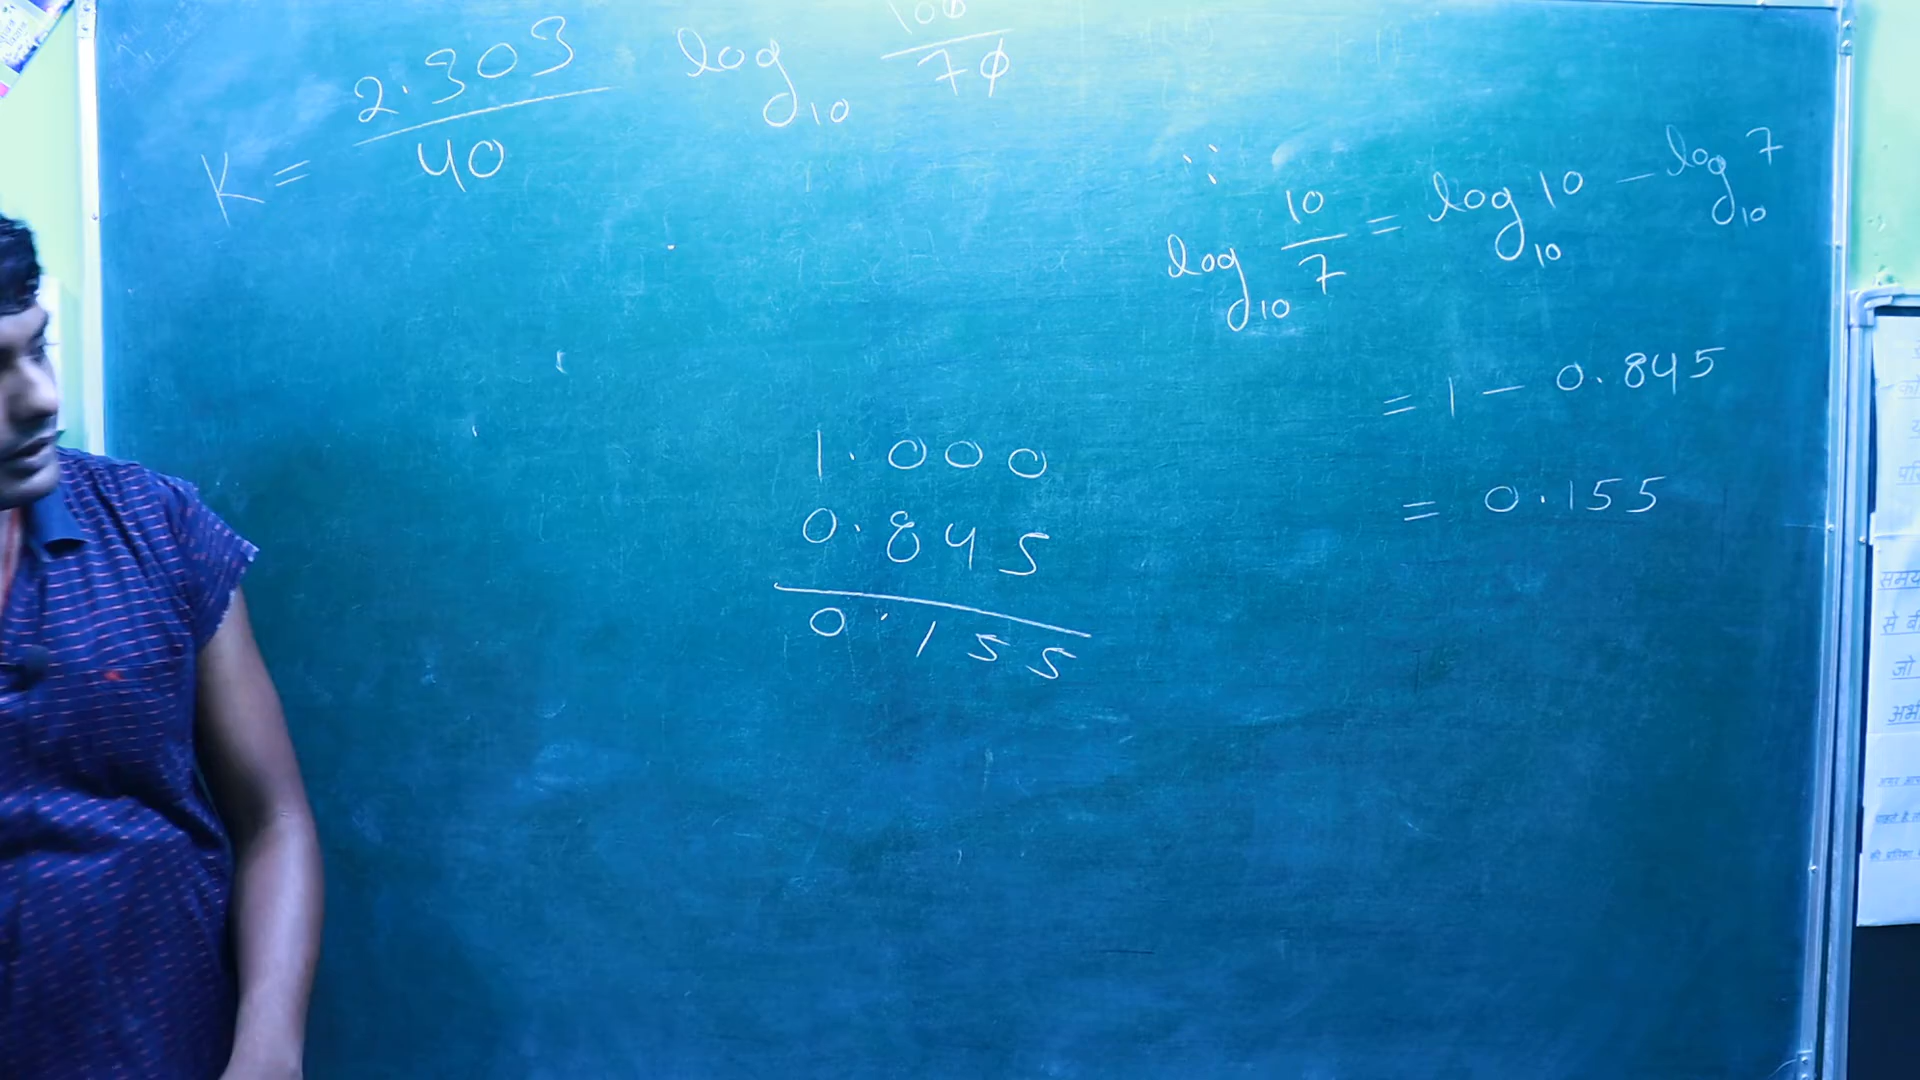 K = 2.303/40 log10 100/70
∵ log10 10/7 = log10 10 - log10 7
= 1 - 0.845
= 0.155
1.000
0.845
0.155
समय
जो